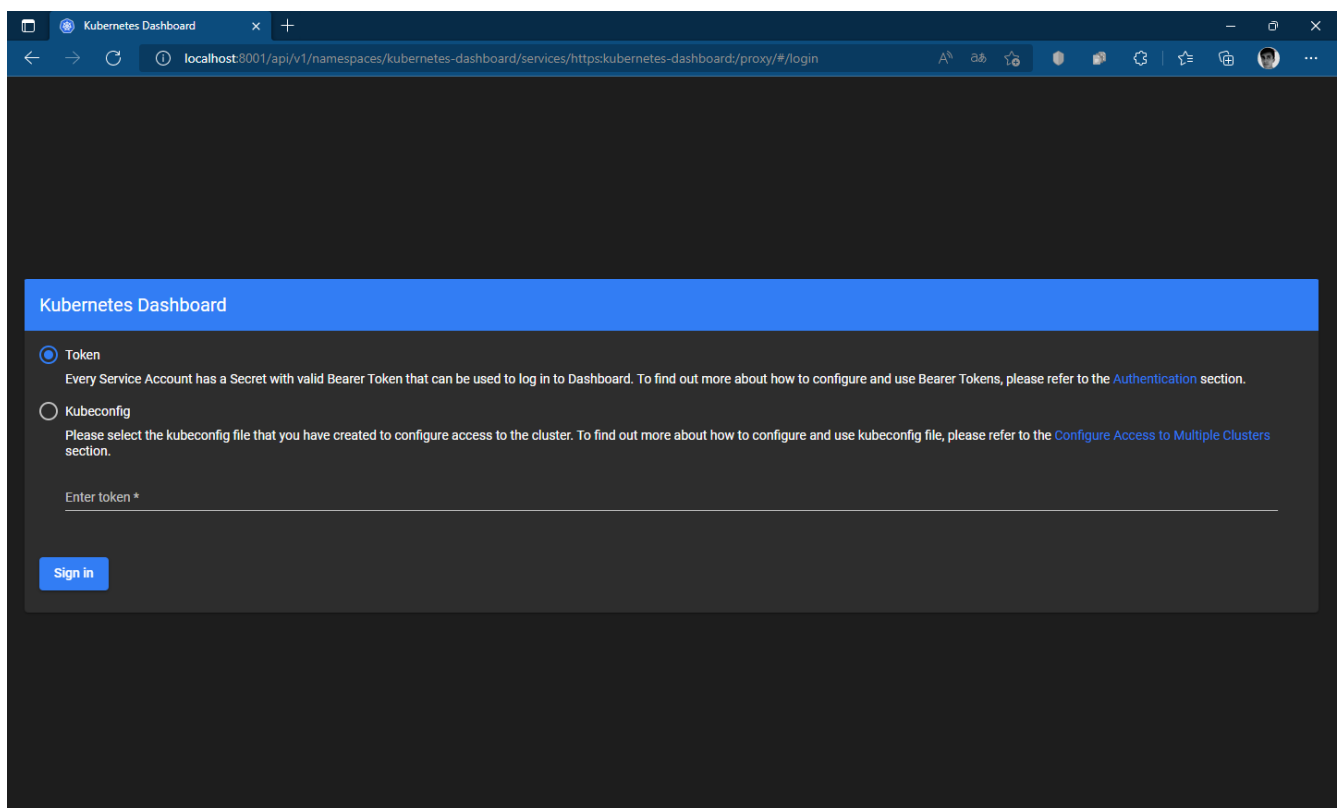 Kubernetes Dashboard
localhost:8001/api/v1/namespaces/kubernetes-dashboard/services/https:kubernetes-dashboard:/proxy/#/login
Kubernetes Dashboard
Token
Every Service Account has a Secret with valid Bearer Token that can be used to log in to Dashboard. To find out more about how to configure and use Bearer Tokens, please refer to the Authentication section.
Kubeconfig
Please select the kubeconfig file that you have created to configure access to the cluster. To find out more about how to configure and use kubeconfig file, please refer to the Configure Access to Multiple Clusters
section.
Enter token *
Sign in